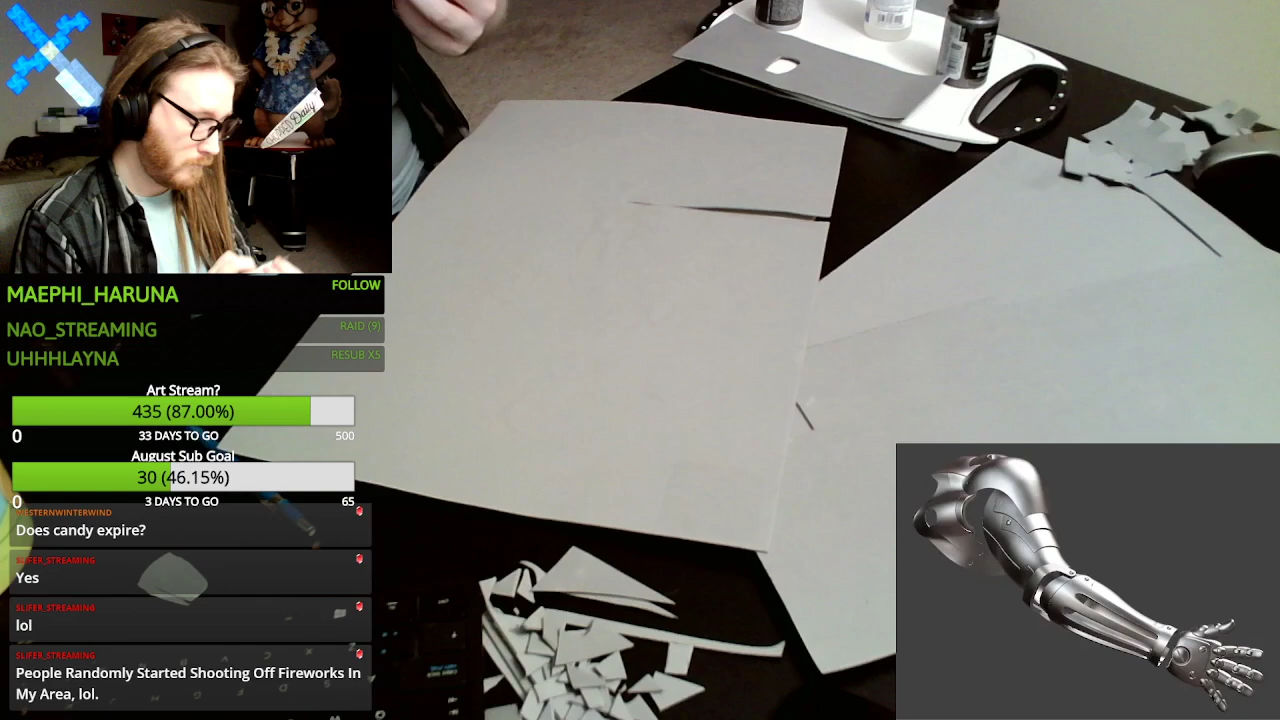 Daily
MAEPHI_HARUNA
FOLLOW
NAO_STREAMING
RAID (9)
UHHHLAYNA
RESUB X5
Art Stream?
435 (87.00%)
0
33 DAYS TO GO
500
August Sub Goal
30 (46.15%)
0
3 DAYS TO GO
65
WESTERNWINTERWIND
Does candy expire?
SLIFER_STREAMING
Yes
SLIFER_STREAMING
lol
SLIFER_STREAMING
People Randomly Started Shooting Off Fireworks In
My Area, lol.